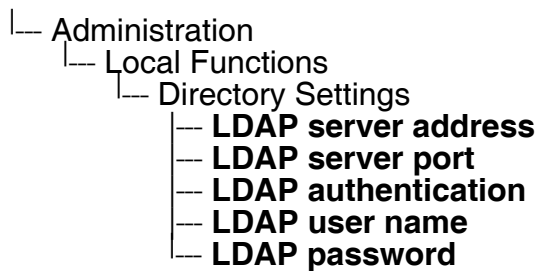 |--- Administration
|--- Local Functions
|--- Directory Settings
|--- LDAP server address
|--- LDAP server port
|--- LDAP authentication
|--- LDAP user name
|--- LDAP password